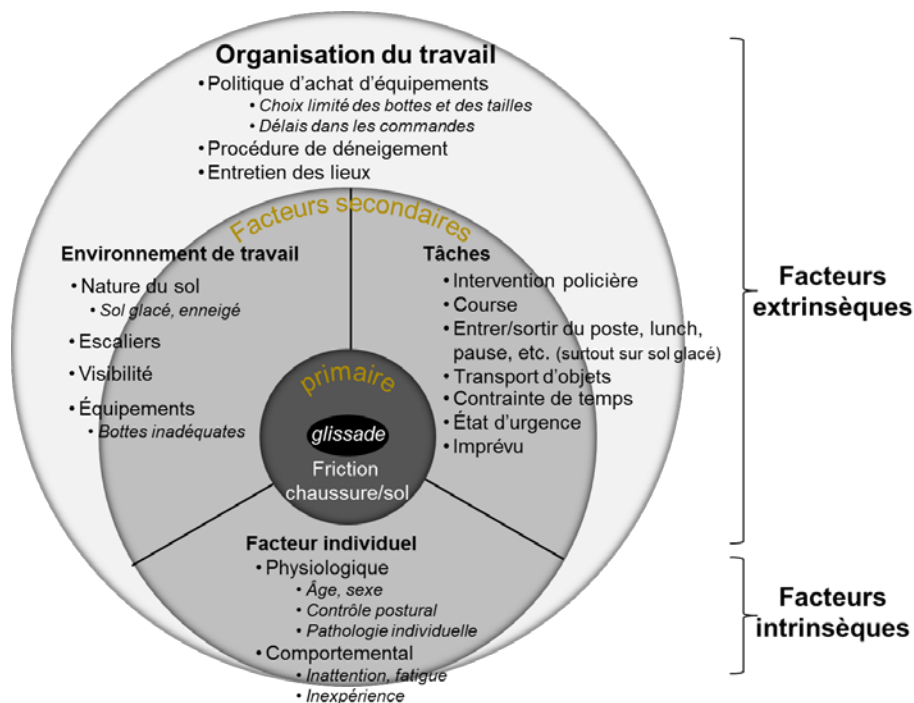 Organisation du travail
•Politique d'achat d'équipements
• Choix limité des bottes et des tailles
• Délais dans les commandes
•Procédure de déneigement
•Entretien des lieux
Facteurs secondaires
Environnement de travail
•Nature du sol
• Sol glacé, enneigé
•Escaliers
•Visibilité
•Équipements
• Bottes inadéquates
Tâches
•Intervention policière
•Course
•Entrer/sortir du poste, lunch,
pause, etc. (surtout sur sol glacé)
•Transport d'objets
•Contrainte de temps
•État d'urgence
•Imprévu
primaire
glissade
Friction
chaussure/sol
Facteur individuel
•Physiologique
• Âge, sexe
• Contrôle postural
• Pathologie individuelle
•Comportemental
• Inattention, fatigue
• Inexpérience
Facteurs
extrinsèques
Facteurs
intrinsèques